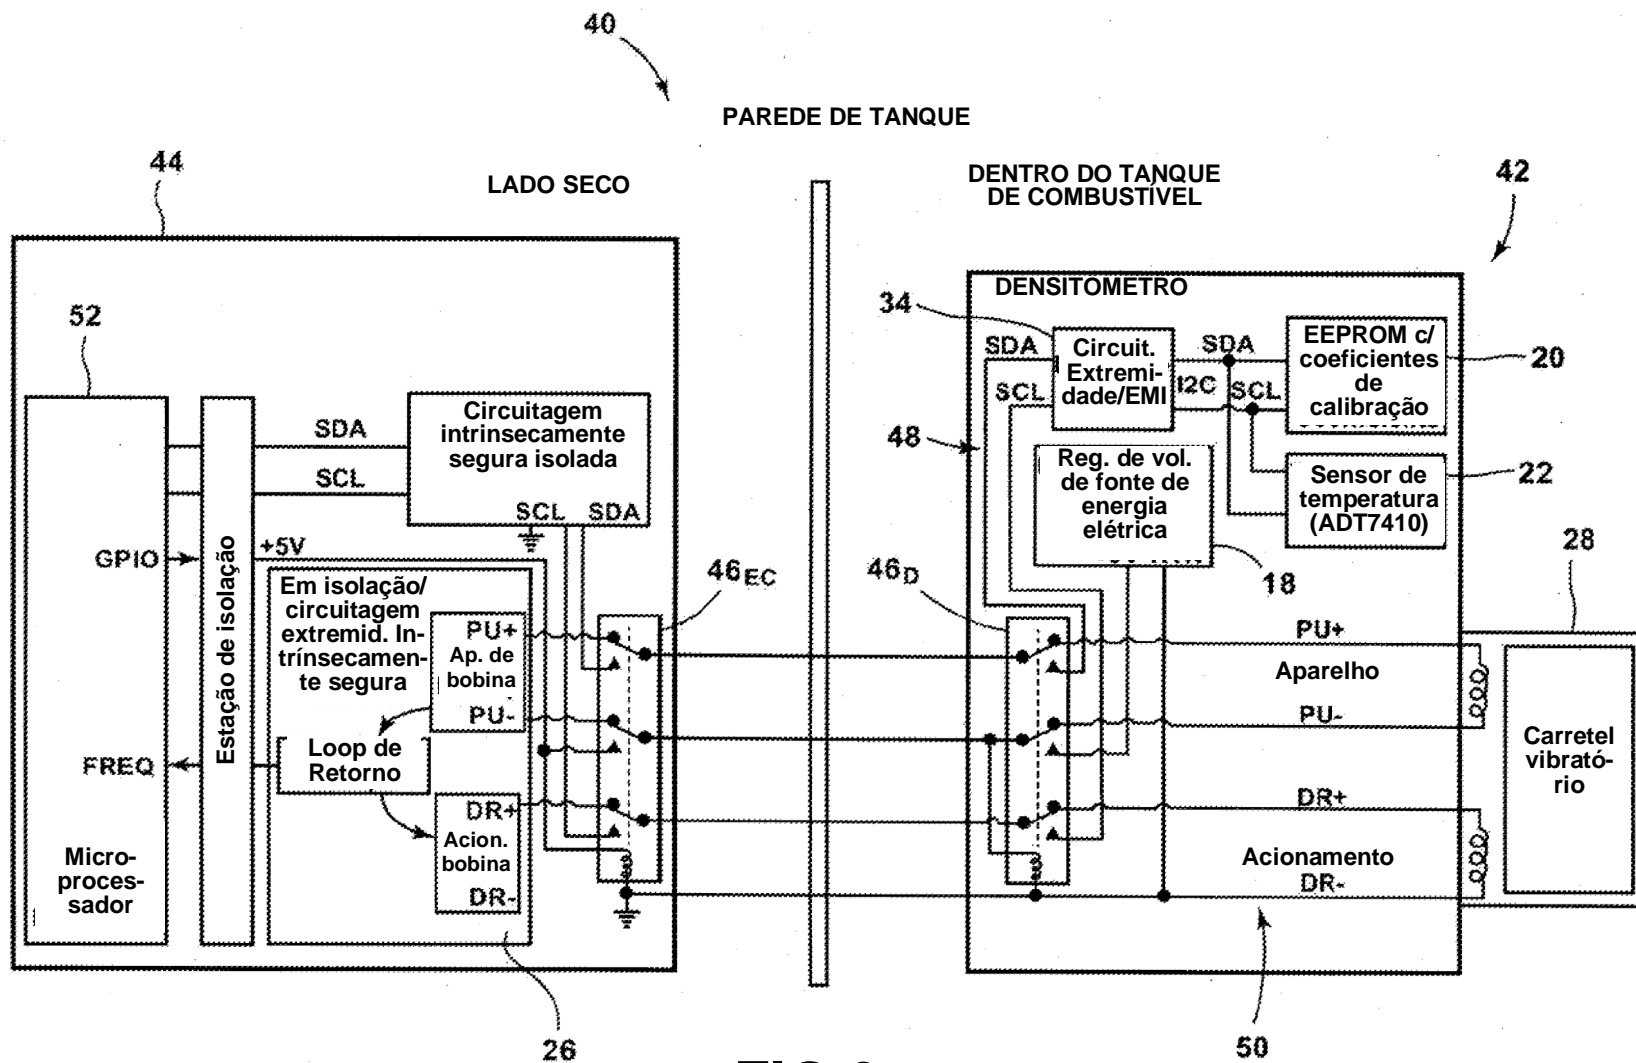 40
PAREDE DE TANQUE
44
LADO SECO
DENTRO DO TANQUE
DE COMBUSTÍVEL
42
52
SDA
SCL
Circuitagem
intrinsecamente
segura isolada
SCL
SDA
GPIO
+5V
FREQ
Micro-
proces-
sador
Estação de isolação
Em isolação/
circuitagem
extremid. In-
trínsecamen-
te segura
PU+
Ap. de
bobina
PU-
Loop de
Retorno
DR+
Acion.
bobina
DR-
26
46EC
46D
DENSITOMETRO
34
SDA
SCL
48
Circuit.
Extremi-
dade/EMI
SDA
I2C
SCL
EEPROM c/
coeficientes
de
calibração
20
Reg. de vol.
de fonte de
energia
elétrica
18
Sensor de
temperatura
(ADT7410)
22
28
PU+
Aparelho
PU-
DR+
Acionamento
DR-
Carretel
vibrató-
rio
50